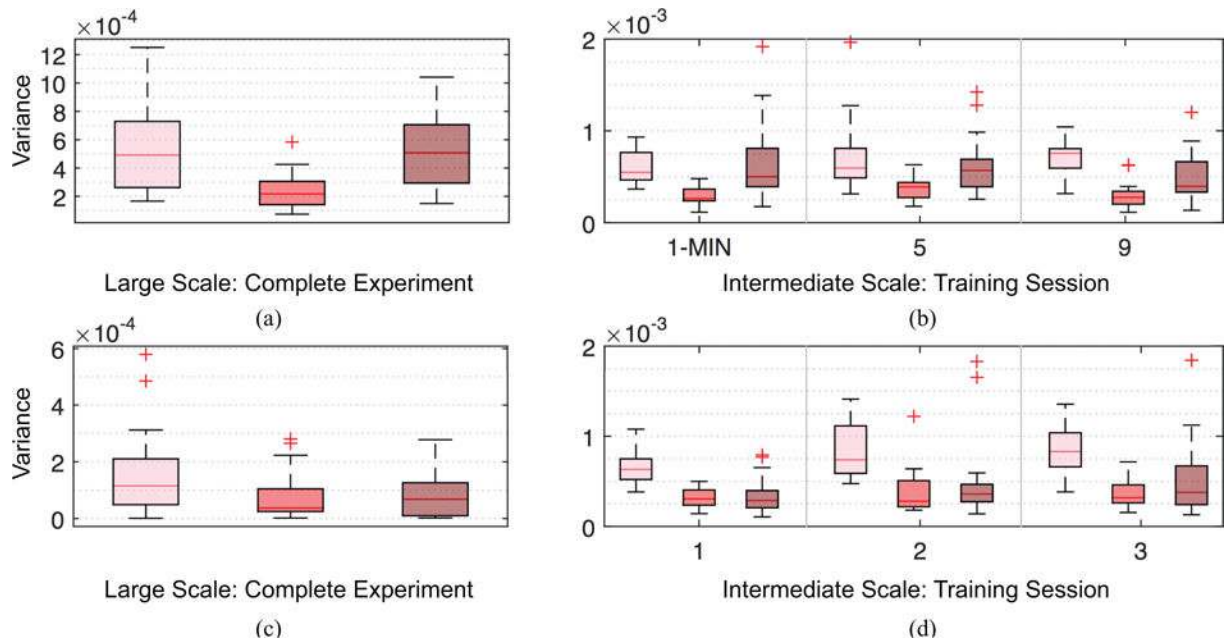 ×10⁻⁴
12
10
8
6
4
2
Variance
Large Scale: Complete Experiment
(a)
×10⁻³
2
1
0
1-MIN 5 9
Intermediate Scale: Training Session
(b)
×10⁻⁴
6
4
2
0
Variance
Large Scale: Complete Experiment
(c)
×10⁻³
2
1
0
1 2 3
Intermediate Scale: Training Session
(d)